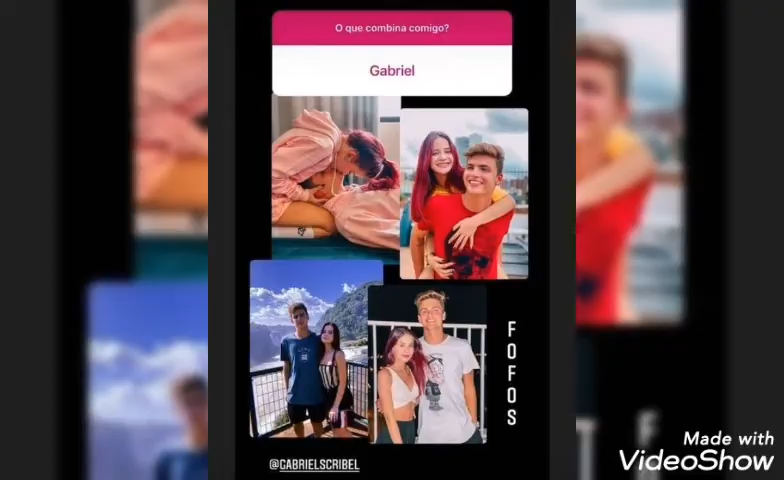 O que combina comigo?
Gabriel
FOFOS
@GABRIELSCRIBEL
Made with
VideoShow